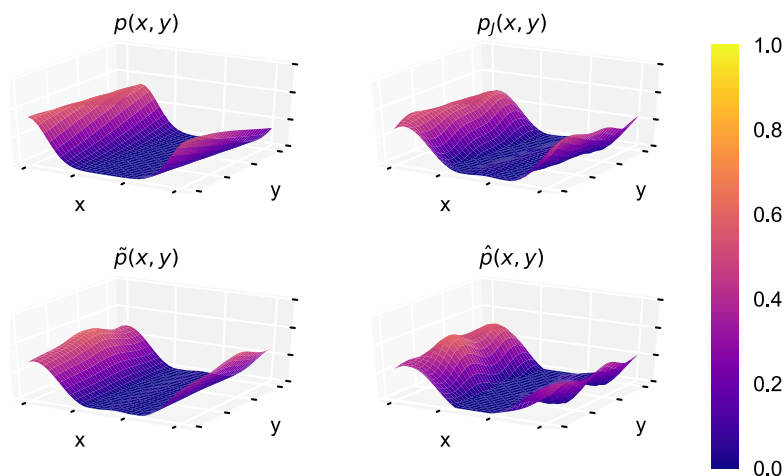 p(x, y)
p_J(x, y)
x
y
x
y
p̃(x, y)
p̂(x, y)
x
y
x
y
1.0
0.8
0.6
0.4
0.2
0.0